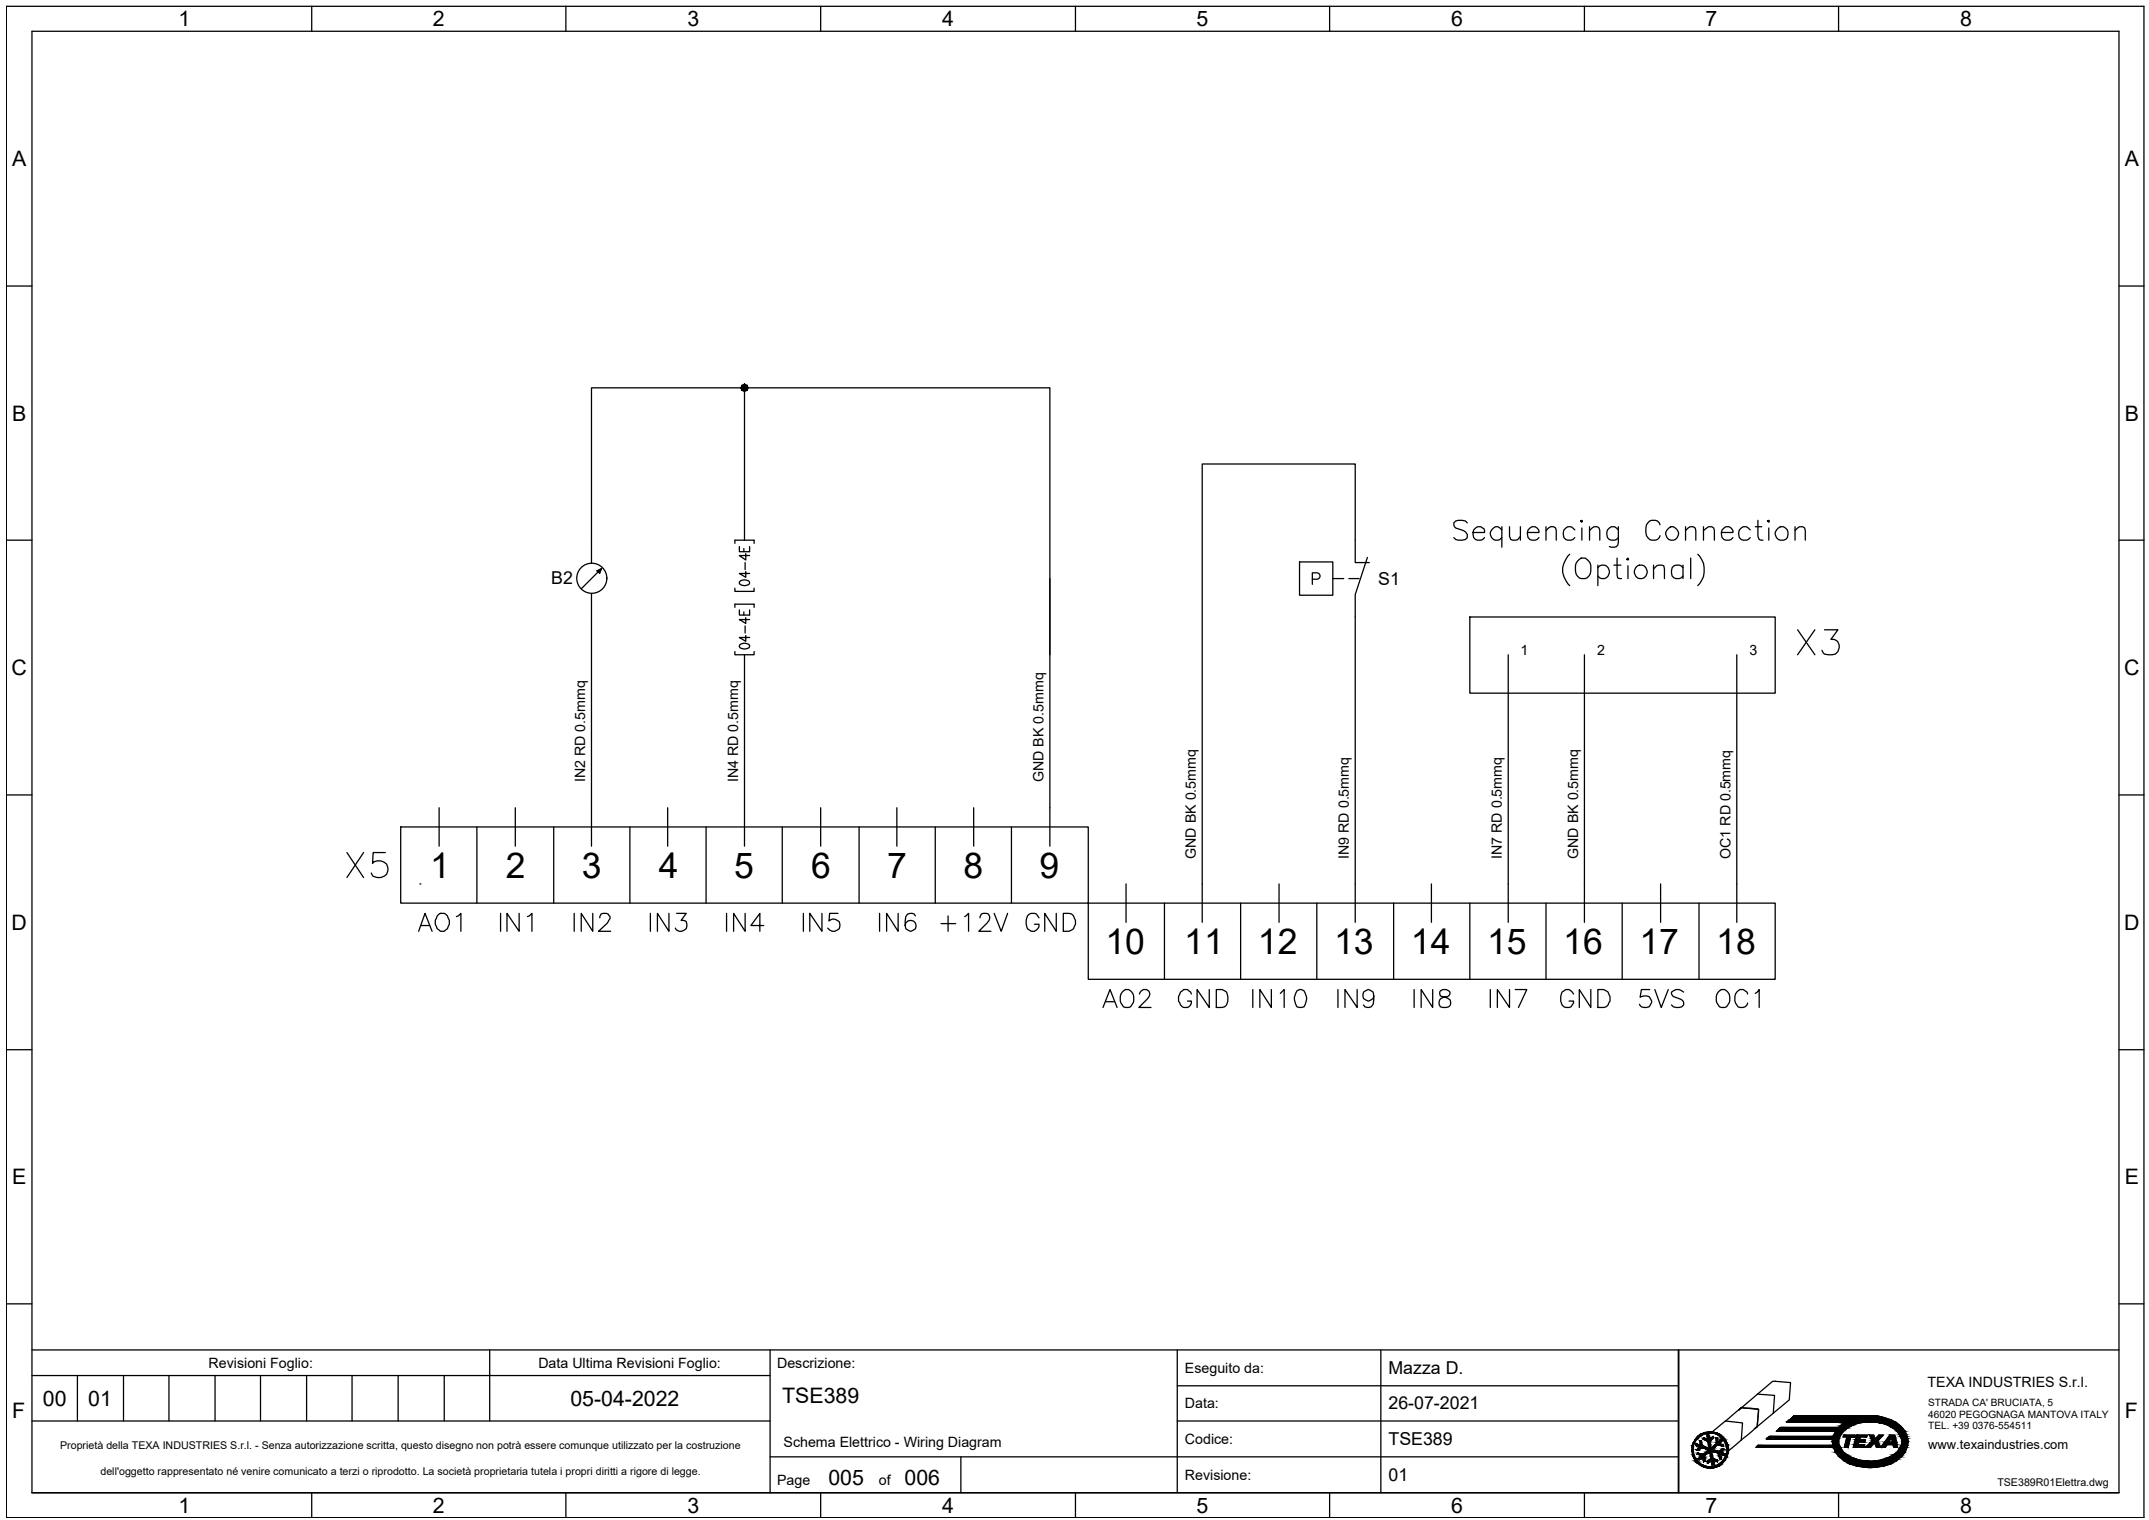 1 2 3 4 5 6 7 8
A A
B B
Sequencing Connection
(Optional)
[04-4E]
B2
P S1
[04-4E]
X3
1 2 3
C C
IN2 RD 0.5mmq
IN4 RD 0.5mmq
GND BK 0.5mmq
GND BK 0.5mmq
IN9 RD 0.5mmq
IN7 RD 0.5mmq
GND BK 0.5mmq
OC1 RD 0.5mmq
X5 1 2 3 4 5 6 7 8 9
AO1 IN1 IN2 IN3 IN4 IN5 IN6 +12V GND
D D
10 11 12 13 14 15 16 17 18
AO2 GND IN10 IN9 IN8 IN7 GND 5VS OC1
E E
Revisioni Foglio:
00 01
Data Ultima Revisioni Foglio:
05-04-2022
Proprietà della TEXA INDUSTRIES S.r.l. - Senza autorizzazione scritta, questo disegno non potrà essere comunque utilizzato per la costruzione
dell'oggetto rappresentato né venire comunicato a terzi o riprodotto. La società proprietaria tutela i propri diritti a rigore di legge.
Descrizione:
TSE389
Schema Elettrico - Wiring Diagram
Page 005 of 006
Eseguito da: Mazza D.
Data: 26-07-2021
Codice: TSE389
Revisione: 01
TEXA
TEXA INDUSTRIES S.r.l.
STRADA CA' BRUCIATA, 5
46020 PEGOGNAGA MANTOVA ITALY
TEL. +39 0376-554511
www.texaindustries.com
TSE389R01Elettra.dwg
F F
1 2 3 4 5 6 7 8